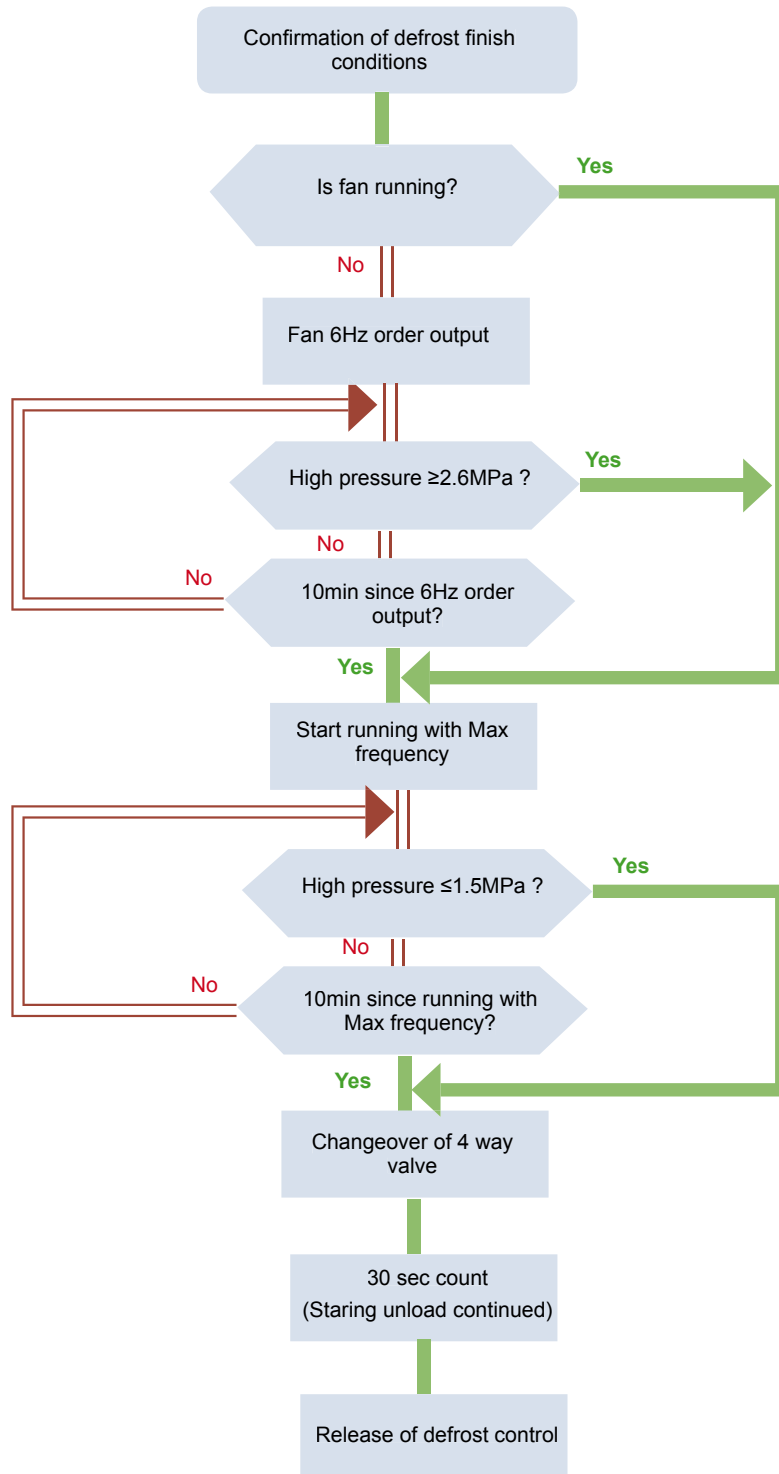 Confirmation of defrost finish
conditions
Is fan running?
Yes
No
Fan 6Hz order output
High pressure ≥2.6MPa ?
Yes
No
10min since 6Hz order
output?
No
Yes
Start running with Max
frequency
High pressure ≤1.5MPa ?
Yes
No
10min since running with
Max frequency?
No
Yes
Changeover of 4 way
valve
30 sec count
(Staring unload continued)
Release of defrost control